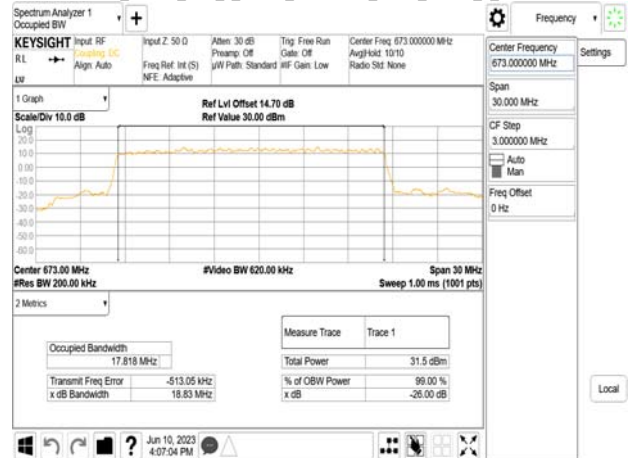 Spectrum Analyzer 1
Occupied BW
Frequency
KEYSIGHT
RL
LU
Input: RF
Coupling: DC
Align: Auto
Input Z: 50 Ω
Freq Ref: Int (S)
NFE: Adaptive
Atten: 30 dB
Preamp: Off
µW Path: Standard
Trig: Free Run
Gate: Off
#IF Gain: Low
Center Freq: 673.000000 MHz
Avg|Hold: 10/10
Radio Std: None
Center Frequency
673.000000 MHz
Settings
Span
30.000 MHz
CF Step
3.000000 MHz
Auto
Man
Freq Offset
0 Hz
Local
1 Graph
Scale/Div 10.0 dB
Ref Lvl Offset 14.70 dB
Ref Value 30.00 dBm
Log
20.0
10.0
0.00
-10.0
-20.0
-30.0
-40.0
-50.0
-60.0
Center 673.00 MHz
#Video BW 620.00 kHz
Span 30 MHz
#Res BW 200.00 kHz
Sweep 1.00 ms (1001 pts)
2 Metrics
Occupied Bandwidth
17.818 MHz
Transmit Freq Error -513.05 kHz
x dB Bandwidth 18.83 MHz
Measure Trace Trace 1
Total Power 31.5 dBm
% of OBW Power 99.00 %
x dB -26.00 dB
?
Jun 10, 2023
4:07:04 PM